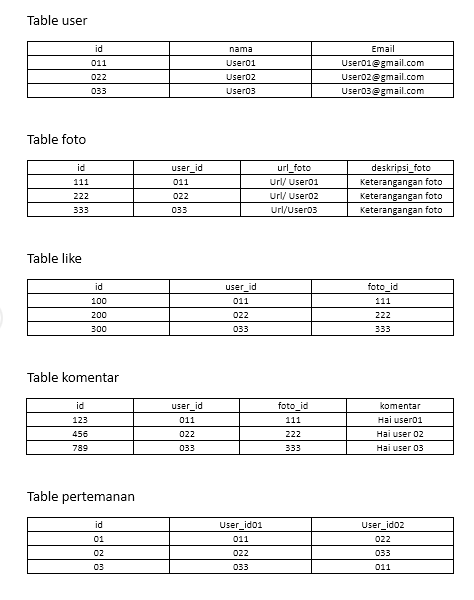 Table user
id nama Email
011 User01 User01@gmail.com
022 User02 User02@gmail.com
033 User03 User03@gmail.com
Table foto
id user_id url_foto deskripsi_foto
111 011 Url/ User01 Keterangangan foto
222 022 Url/ User02 Keterangangan foto
333 033 Url/User03 Keterangangan foto
Table like
id user_id foto_id
100 011 111
200 022 222
300 033 333
Table komentar
id user_id foto_id komentar
123 011 111 Hai user01
456 022 222 Hai user 02
789 033 333 Hai user 03
Table pertemanan
id User_id01 User_id02
01 011 022
02 022 033
03 033 011